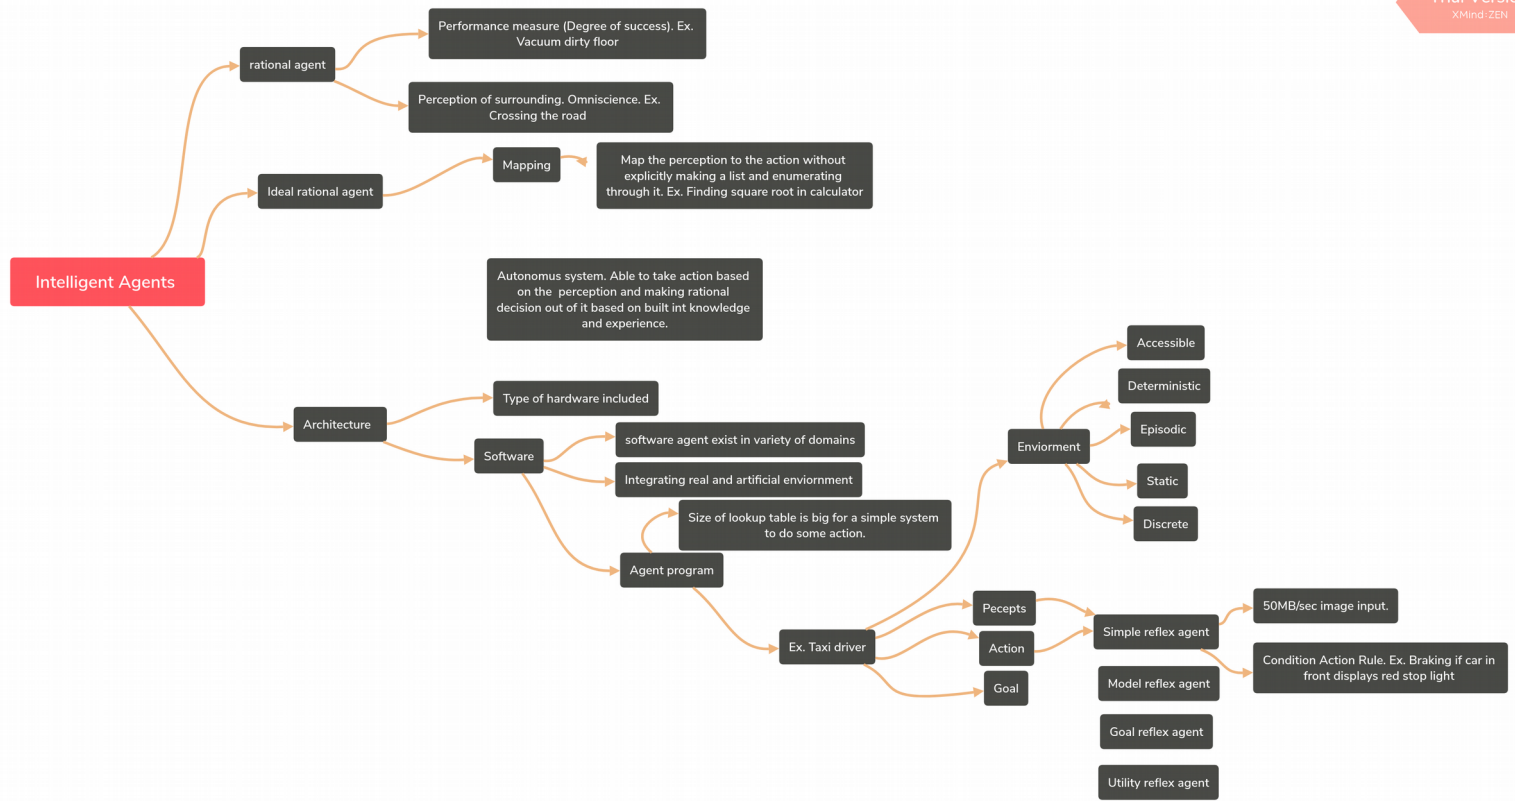 Trial Versio
XMind:ZEN
Performance measure (Degree of success). Ex.
Vacuum dirty floor
rational agent
Perception of surrounding. Omniscience. Ex.
Crossing the road
Mapping
Map the perception to the action without
explicitly making a list and enumerating
through it. Ex. Finding square root in calculator
Ideal rational agent
Intelligent Agents
Autonomus system. Able to take action based
on the perception and making rational
decision out of it based on built int knowledge
and experience.
Accessible
Deterministic
Type of hardware included
Architecture
software agent exist in variety of domains
Episodic
Enviorment
Software
Integrating real and artificial enviornment
Static
Size of lookup table is big for a simple system
to do some action.
Discrete
Agent program
Pecepts
50MB/sec image input.
Simple reflex agent
Ex. Taxi driver
Action
Condition Action Rule. Ex. Braking if car in
front displays red stop light
Goal
Model reflex agent
Goal reflex agent
Utility reflex agent